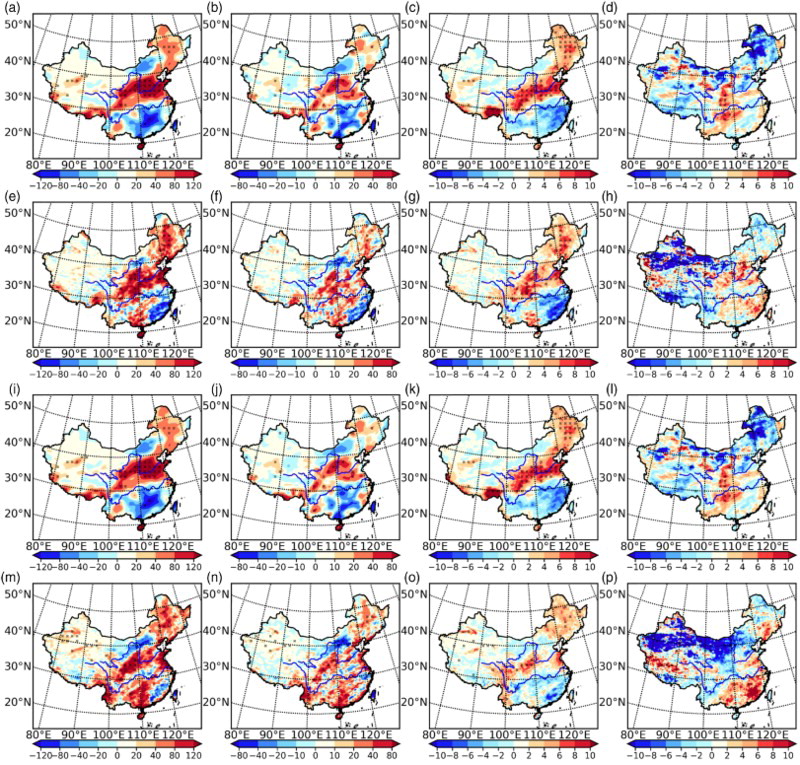 (a) (b) (c) (d)
50°N 50°N 50°N 50°N
40°N 40°N 40°N 40°N
30°N 30°N 30°N 30°N
20°N 20°N 20°N 20°N
80°E 90°E 100°E 110°E 120°E 80°E 90°E 100°E 110°E 120°E 80°E 90°E 100°E 110°E 120°E 80°E 90°E 100°E 110°E 120°E
−120 −80 −40 −20 0 20 40 80 120 −80 −40 −20 −10 0 10 20 40 80 −10 −8 −6 −4 −2 0 2 4 6 8 10 −10 −8 −6 −4 −2 0 2 4 6 8 10
(e) (f) (g) (h)
50°N 50°N 50°N 50°N
40°N 40°N 40°N 40°N
30°N 30°N 30°N 30°N
20°N 20°N 20°N 20°N
80°E 90°E 100°E 110°E 120°E 80°E 90°E 100°E 110°E 120°E 80°E 90°E 100°E 110°E 120°E 80°E 90°E 100°E 110°E 120°E
−120 −80 −40 −20 0 20 40 80 120 −80 −40 −20 −10 0 10 20 40 80 −10 −8 −6 −4 −2 0 2 4 6 8 10 −10 −8 −6 −4 −2 0 2 4 6 8 10
(i) (j) (k) (l)
50°N 50°N 50°N 50°N
40°N 40°N 40°N 40°N
30°N 30°N 30°N 30°N
20°N 20°N 20°N 20°N
80°E 90°E 100°E 110°E 120°E 80°E 90°E 100°E 110°E 120°E 80°E 90°E 100°E 110°E 120°E 80°E 90°E 100°E 110°E 120°E
−120 −80 −40 −20 0 20 40 80 120 −80 −40 −20 −10 0 10 20 40 80 −10 −8 −6 −4 −2 0 2 4 6 8 10 −10 −8 −6 −4 −2 0 2 4 6 8 10
(m) (n) (o) (p)
50°N 50°N 50°N 50°N
40°N 40°N 40°N 40°N
30°N 30°N 30°N 30°N
20°N 20°N 20°N 20°N
80°E 90°E 100°E 110°E 120°E 80°E 90°E 100°E 110°E 120°E 80°E 90°E 100°E 110°E 120°E 80°E 90°E 100°E 110°E 120°E
−120 −80 −40 −20 0 20 40 80 120 −80 −40 −20 −10 0 10 20 40 80 −10 −8 −6 −4 −2 0 2 4 6 8 10 −10 −8 −6 −4 −2 0 2 4 6 8 10